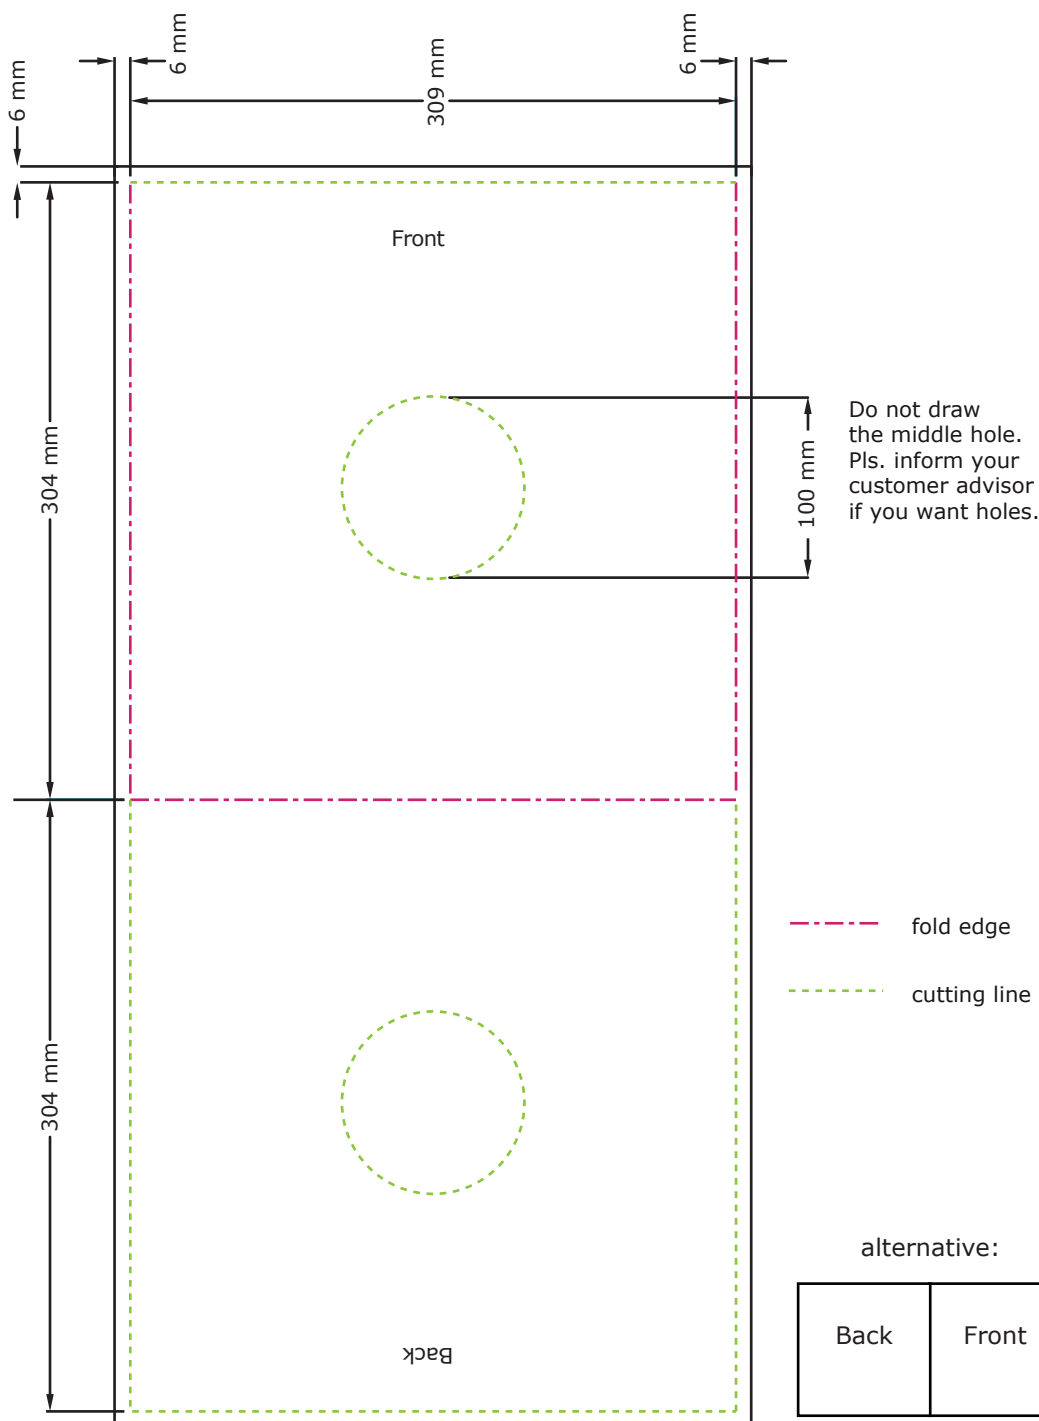 6 mm
6 mm
6 mm
309 mm
Front
304 mm
Do not draw
the middle hole.
Pls. inform your
customer advisor
if you want holes.
100 mm
fold edge
cutting line
304 mm
alternative:
Back
Front
Back